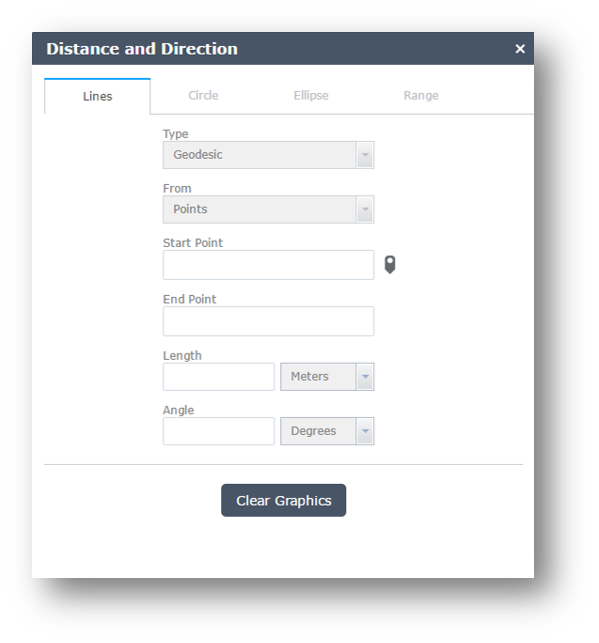 Distance and Direction ×
Lines Circle Ellipse Range
Type
Geodesic
From
Points
Start Point
End Point
Length
Meters
Angle
Degrees
Clear Graphics